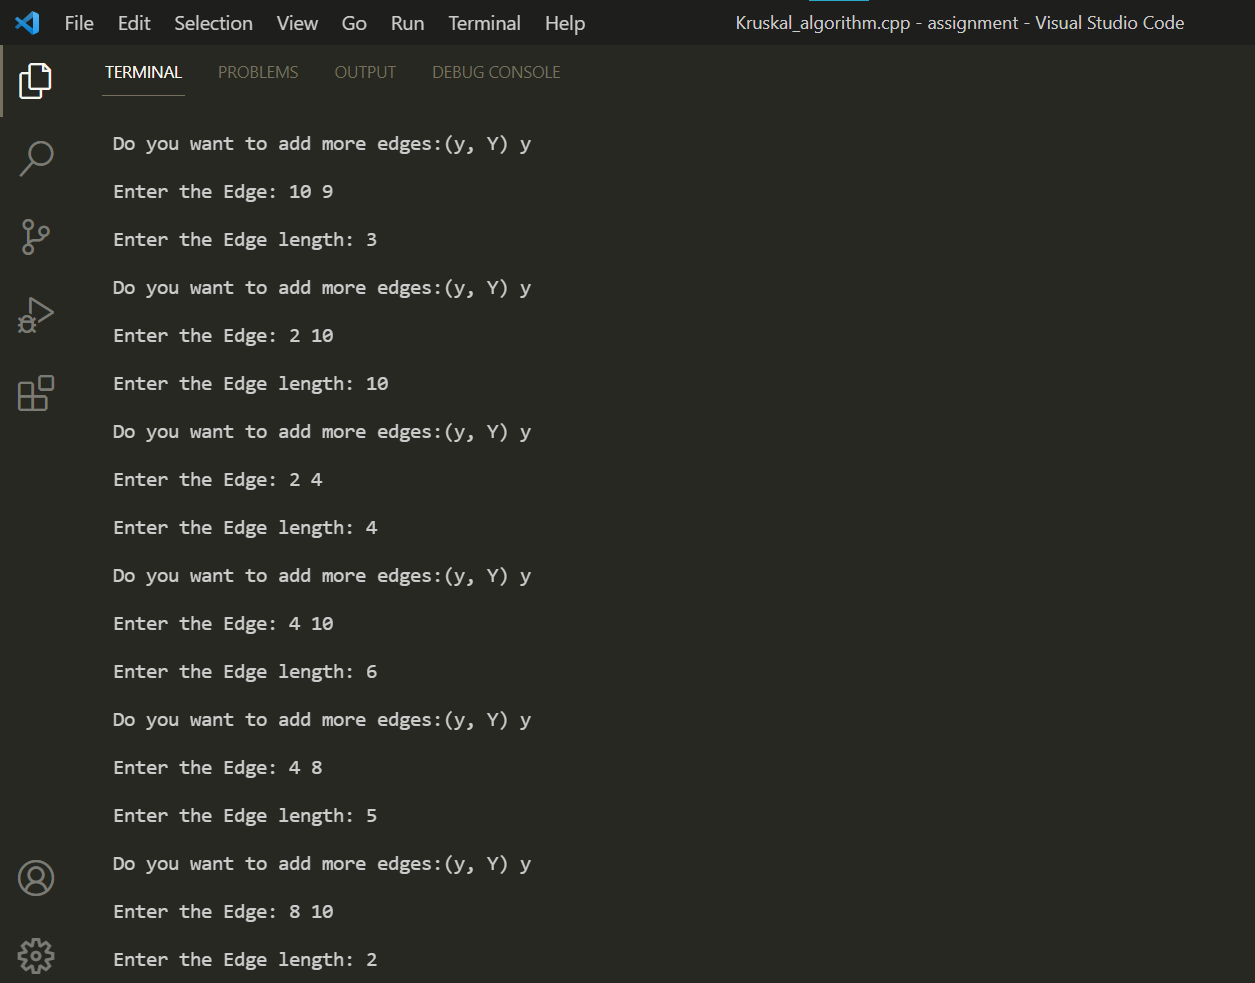 File Edit Selection View Go Run Terminal Help Kruskal_algorithm.cpp - assignment - Visual Studio Code
TERMINAL PROBLEMS OUTPUT DEBUG CONSOLE
Do you want to add more edges:(y, Y) y
Enter the Edge: 10 9
Enter the Edge length: 3
Do you want to add more edges:(y, Y) y
Enter the Edge: 2 10
Enter the Edge length: 10
Do you want to add more edges:(y, Y) y
Enter the Edge: 2 4
Enter the Edge length: 4
Do you want to add more edges:(y, Y) y
Enter the Edge: 4 10
Enter the Edge length: 6
Do you want to add more edges:(y, Y) y
Enter the Edge: 4 8
Enter the Edge length: 5
Do you want to add more edges:(y, Y) y
Enter the Edge: 8 10
Enter the Edge length: 2